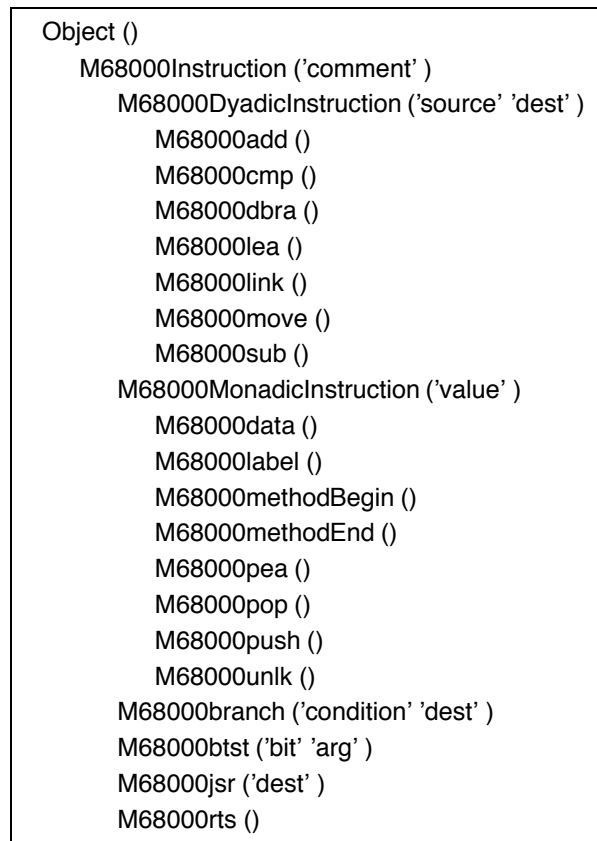 Object ()
M68000Instruction (’comment’ )
M68000DyadicInstruction (’source’ ’dest’ )
M68000add ()
M68000cmp ()
M68000dbra ()
M68000lea ()
M68000link ()
M68000move ()
M68000sub ()
M68000MonadicInstruction (’value’ )
M68000data ()
M68000label ()
M68000methodBegin ()
M68000methodEnd ()
M68000pea ()
M68000pop ()
M68000push ()
M68000unlk ()
M68000branch (’condition’ ’dest’ )
M68000btst (’bit’ ’arg’ )
M68000jsr (’dest’ )
M68000rts ()